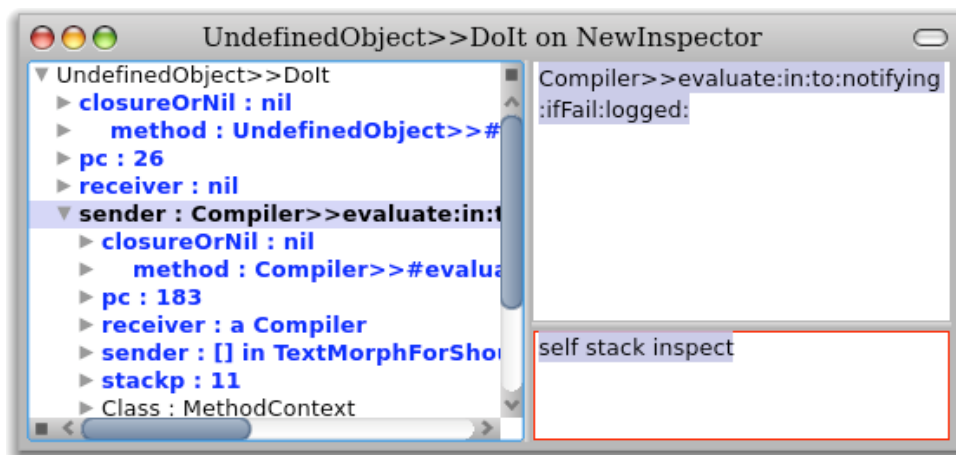 UndefinedObject>>DoIt on NewInspector
UndefinedObject>>DoIt
closureOrNil : nil
method : UndefinedObject>>#
pc : 26
receiver : nil
sender : Compiler>>evaluate:in:t
closureOrNil : nil
method : Compiler>>#evalua
pc : 183
receiver : a Compiler
sender : [] in TextMorphForShou
stackp : 11
Class : MethodContext
Compiler>>evaluate:in:to:notifying
:ifFail:logged:
self stack inspect